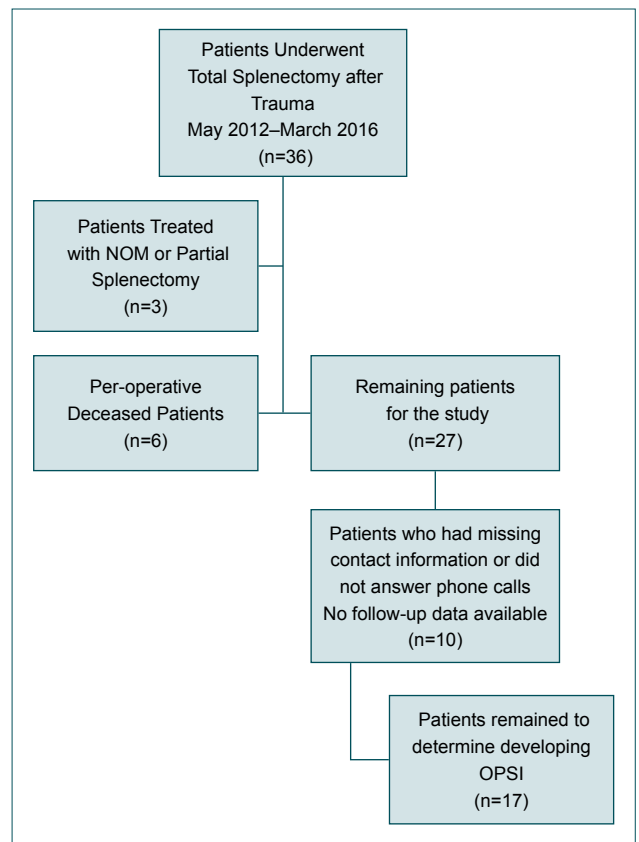 Patients Underwent
Total Splenectomy after
Trauma
May 2012–March 2016
(n=36)
Patients Treated
with NOM or Partial
Splenectomy
(n=3)
Per-operative
Deceased Patients
(n=6)
Remaining patients
for the study
(n=27)
Patients who had missing
contact information or did
not answer phone calls
No follow-up data available
(n=10)
Patients remained to
determine developing
OPSI
(n=17)